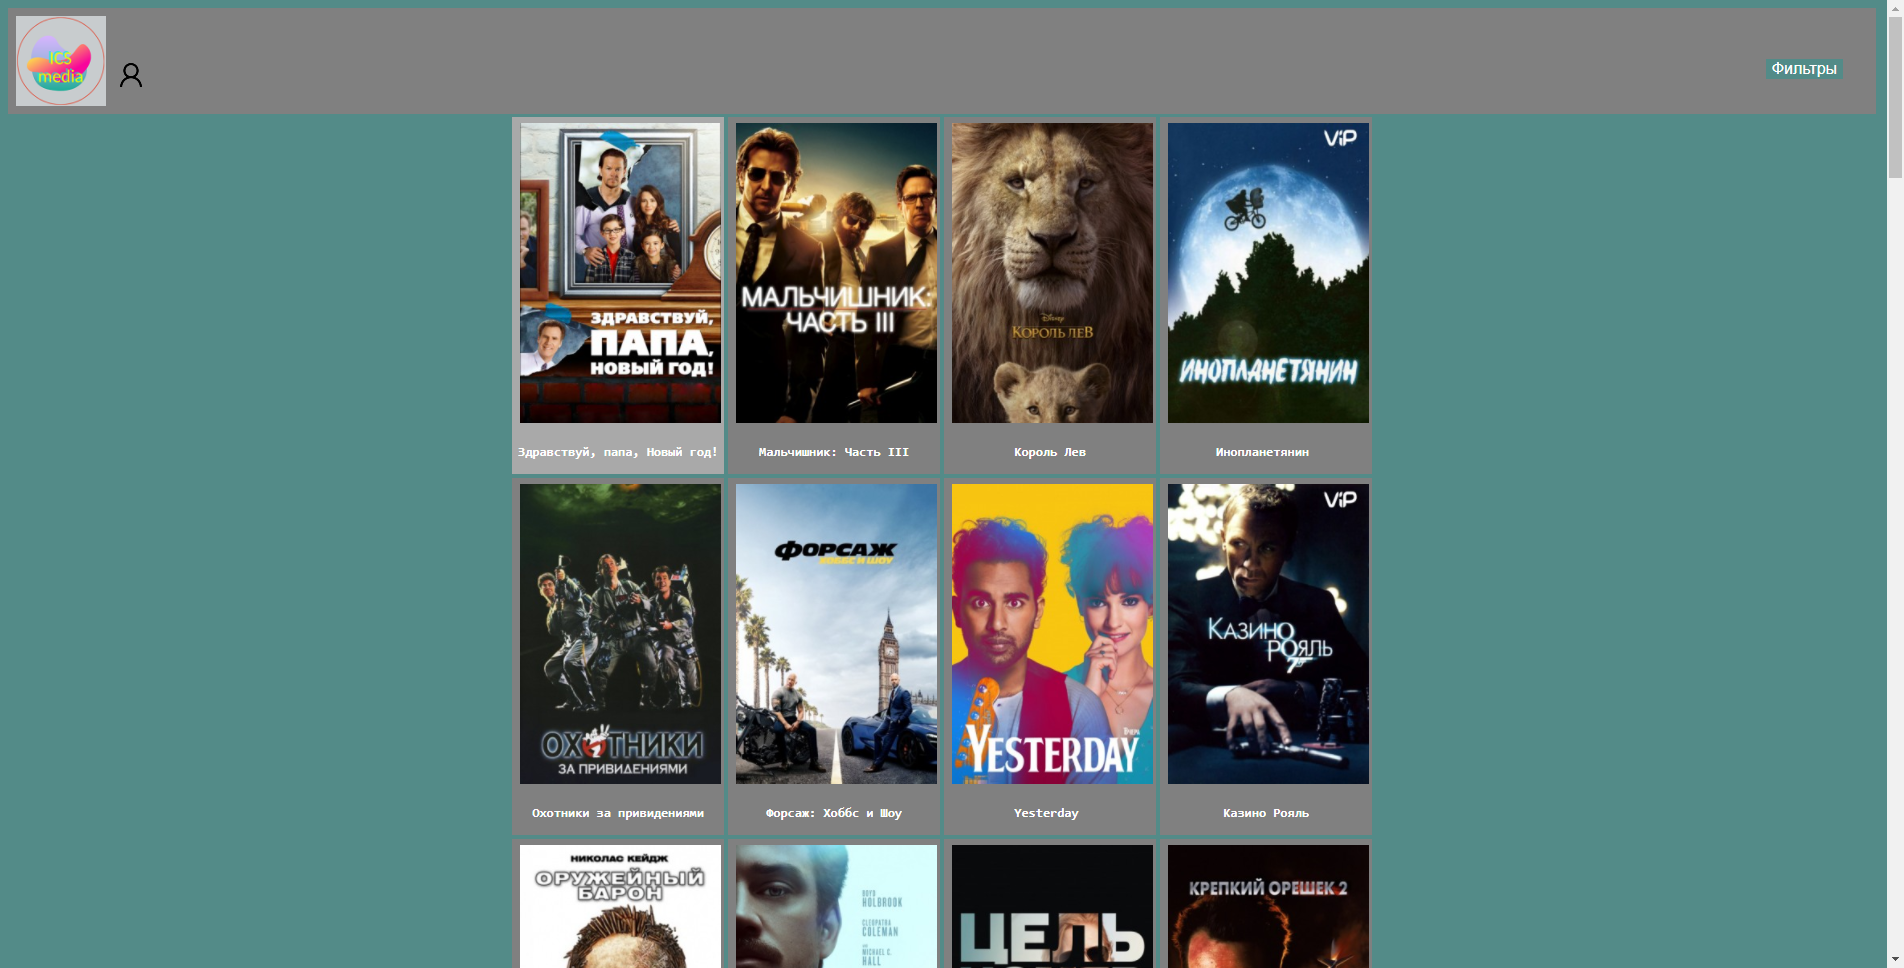 ICS
media
Фильтры
ЗДРАВСТВУЙ,
ПАПА,
НОВЫЙ ГОД!
МАЛЬЧИШНИК:
ЧАСТЬ III
Disney
КОРОЛЬ ЛЕВ
ViP
ИНОПЛАНЕТЯНИН
Здравствуй, папа, Новый год!
Мальчишник: Часть III
Король Лев
Инопланетянин
ОХОТНИКИ
ЗА ПРИВИДЕНИЯМИ
ФОРСАЖ
ХОББС И ШОУ
YESTERDAY
ViP
КАЗИНО
РОЯЛЬ
Охотники за привидениями
Форсаж: Хоббс и Шоу
Yesterday
Казино Рояль
НИКОЛАС КЕЙДЖ
ОРУЖЕЙНЫЙ
БАРОН
BOYD
HOLBROOK
CLEOPATRA
COLEMAN
MICHAEL C.
HALL
ЦЕЛЬ
КРЕПКИЙ ОРЕШЕК 2